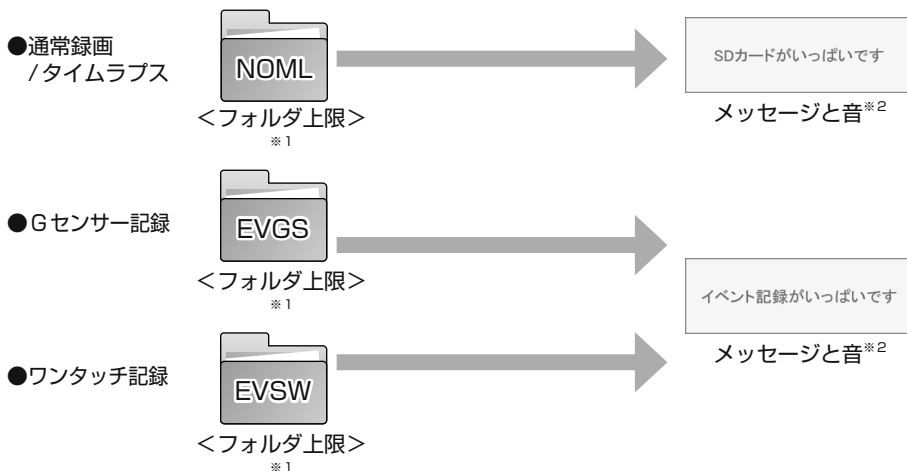 ●通常録画
/タイムラプス
NOML
＜フォルダ上限＞
※1
SDカードがいっぱいです
メッセージと音※2
●Gセンサー記録
EVGS
＜フォルダ上限＞
※1
イベント記録がいっぱいです
メッセージと音※2
●ワンタッチ記録
EVSW
＜フォルダ上限＞
※1